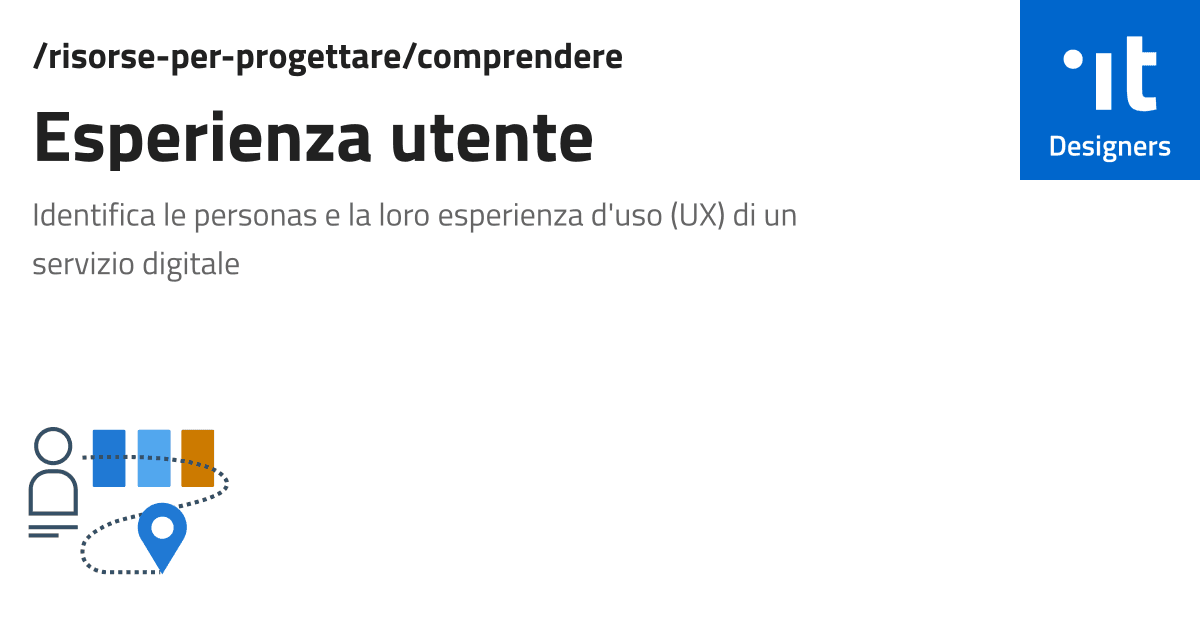 /risorse-per-progettare/comprendere
Esperienza utente
Identifica le personas e la loro esperienza d'uso (UX) di un
servizio digitale
it
Designers